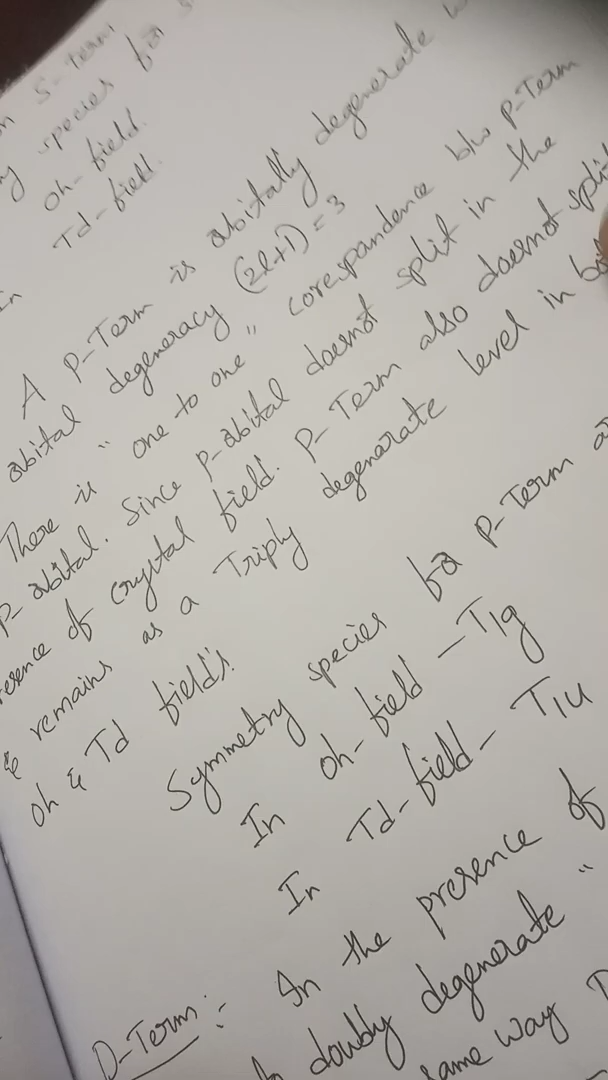 S-Term
species for
Oh-field.
Td-field.
A P-Term is orbitally degenerate
orbital degeneracy (2l+1) = 3
There is "one to one" correspondence b/w P-Term
P-orbital. Since P-orbital doesnot split in the
of crystal field. P-Term also doesnot split
& remains as a Triply degenerate level in
Oh & Td field's.
Symmetry species for P-Term
In oh-field - T1g
In Td-field - T1u
D-Term:- In the presence of
doubly degenerate "
same way